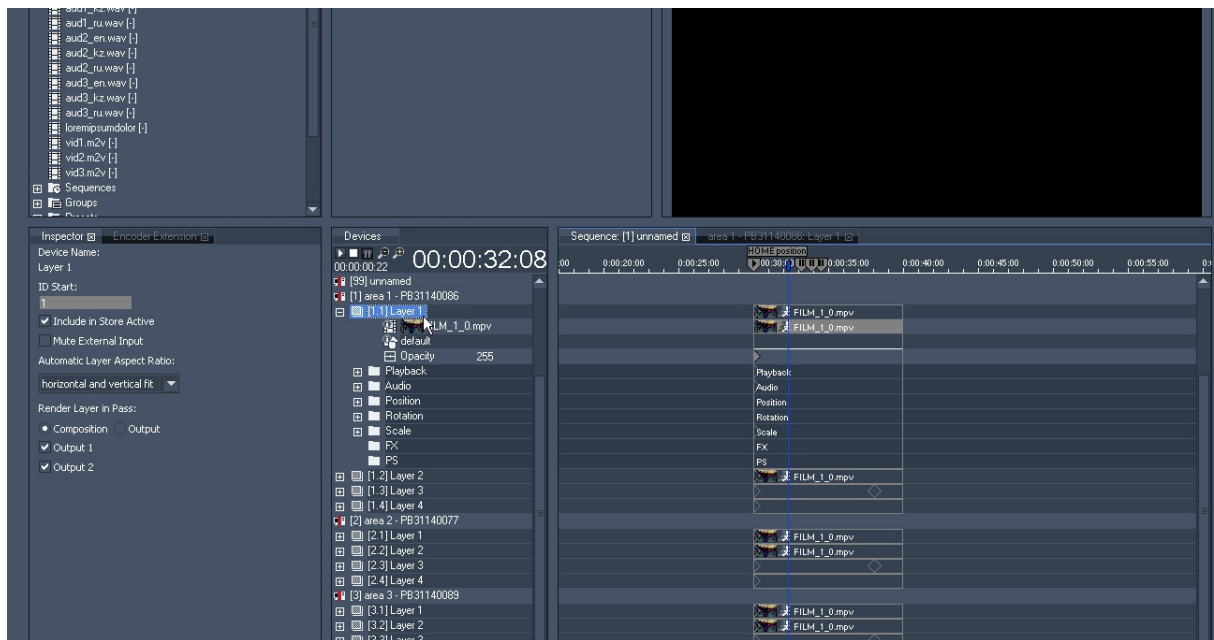 aud1_kz.wav [-]
aud1_ru.wav [-]
aud2_en.wav [-]
aud2_kz.wav [-]
aud2_ru.wav [-]
aud3_en.wav [-]
aud3_kz.wav [-]
aud3_ru.wav [-]
loremipsumdolor [-]
vid1.m2v [-]
vid2.m2v [-]
vid3.m2v [-]
Sequences
Groups
Inspector
Encoder Extension
Device Name:
Layer 1
ID Start:
1
Include in Store Active
Mute External Input
Automatic Layer Aspect Ratio:
horizontal and vertical fit
Render Layer in Pass:
Composition Output
Output 1
Output 2
Devices
00:00:32:08
00:00:00:22
[99] unnamed
[1] area 1 - PB31140086
[1.1] Layer 1
LM_1_0.mpv
default
Opacity 255
Playback
Audio
Position
Rotation
Scale
FX
PS
[1.2] Layer 2
[1.3] Layer 3
[1.4] Layer 4
[2] area 2 - PB31140077
[2.1] Layer 1
[2.2] Layer 2
[2.3] Layer 3
[2.4] Layer 4
[3] area 3 - PB31140089
[3.1] Layer 1
[3.2] Layer 2
Sequence: [1] unnamed
area 1 - PB31140086: Layer 1
HOME position
:00 0:00:20:00 0:00:25:00 0:00:35:00 0:00:40:00 0:00:45:00 0:00:50:00 0:00:55:00
FILM_1_0.mpv
FILM_1_0.mpv
Playback
Audio
Position
Rotation
Scale
FX
PS
FILM_1_0.mpv
FILM_1_0.mpv
FILM_1_0.mpv
FILM_1_0.mpv
FILM_1_0.mpv